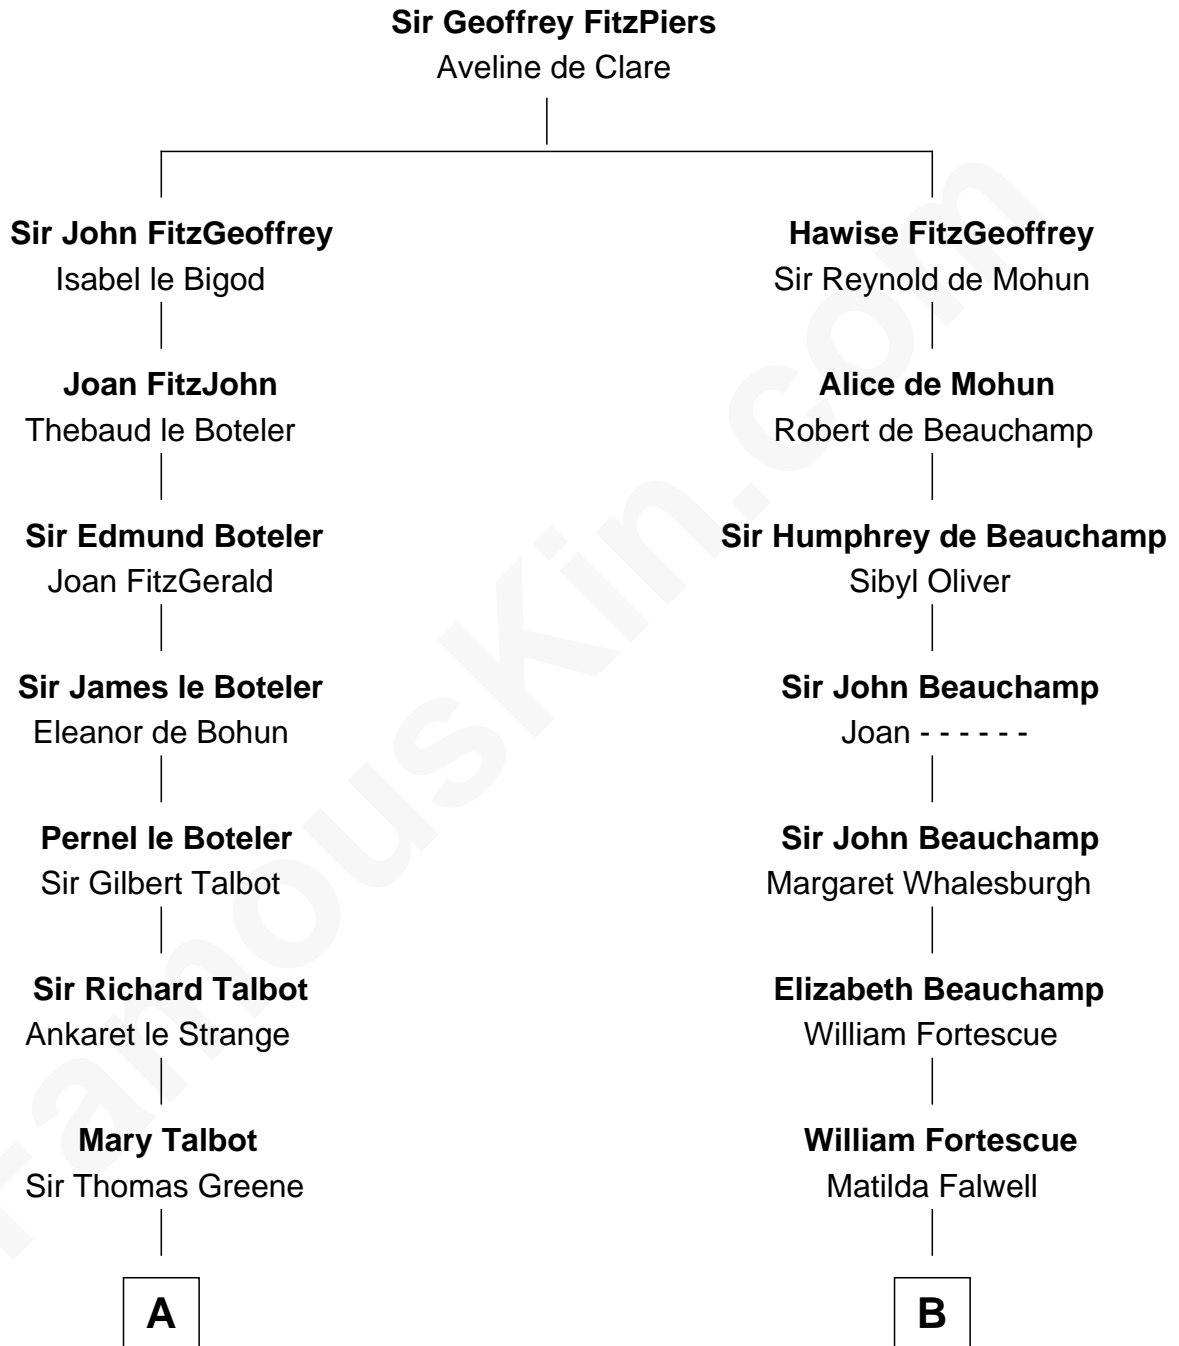 Sir Geoffrey FitzPiers
Aveline de Clare
Sir John FitzGeoffrey
Isabel le Bigod
Joan FitzJohn
Thebaud le Boteler
Sir Edmund Boteler
Joan FitzGerald
Sir James le Boteler
Eleanor de Bohun
Pernel le Boteler
Sir Gilbert Talbot
Sir Richard Talbot
Ankaret le Strange
Mary Talbot
Sir Thomas Greene
A
Hawise FitzGeoffrey
Sir Reynold de Mohun
Alice de Mohun
Robert de Beauchamp
Sir Humphrey de Beauchamp
Sibyl Oliver
Sir John Beauchamp
Joan - - - - - -
Sir John Beauchamp
Margaret Whalesburgh
Elizabeth Beauchamp
William Fortescue
William Fortescue
Matilda Falwell
B
FamousKin.com